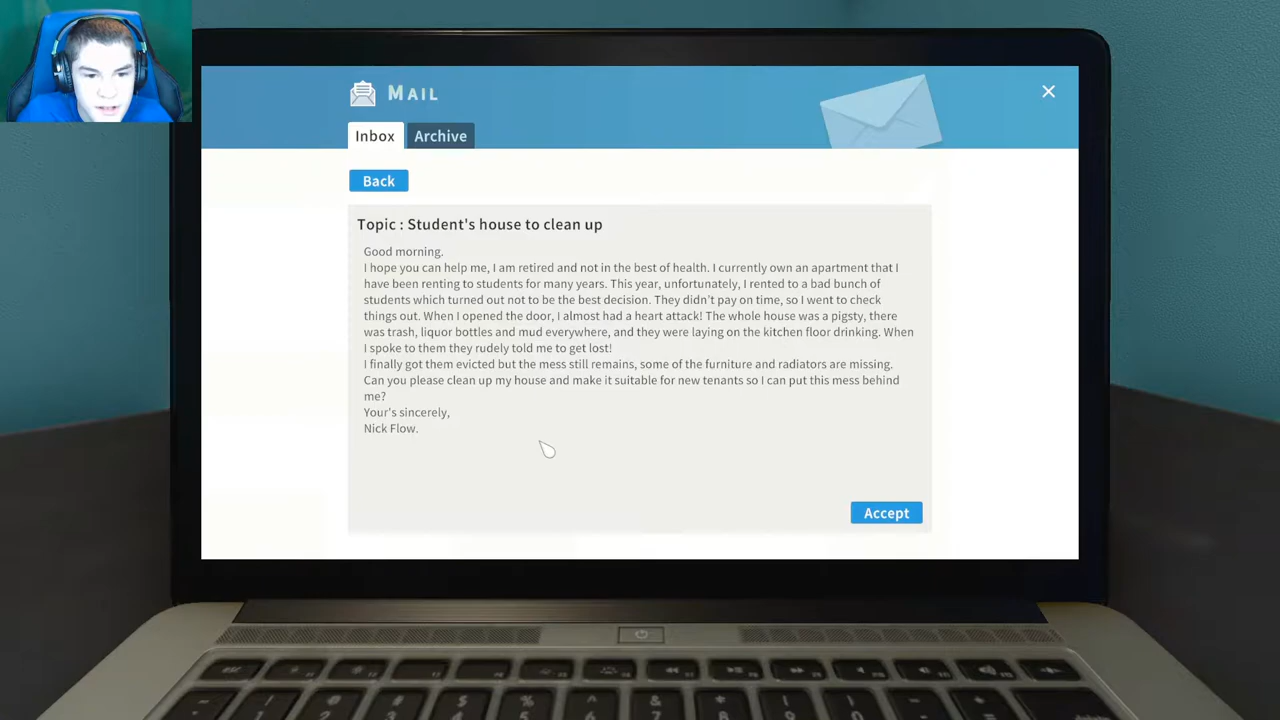 MAIL
Inbox
Archive
Back
Topic : Student's house to clean up
Good morning.
I hope you can help me, I am retired and not in the best of health. I currently own an apartment that I
have been renting to students for many years. This year, unfortunately, I rented to a bad bunch of
students which turned out not to be the best decision. They didn't pay on time, so I went to check
things out. When I opened the door, I almost had a heart attack! The whole house was a pigsty, there
was trash, liquor bottles and mud everywhere, and they were laying on the kitchen floor drinking. When
I spoke to them they rudely told me to get lost!
I finally got them evicted but the mess still remains, some of the furniture and radiators are missing.
Can you please clean up my house and make it suitable for new tenants so I can put this mess behind
me?
Your's sincerely,
Nick Flow.
Accept